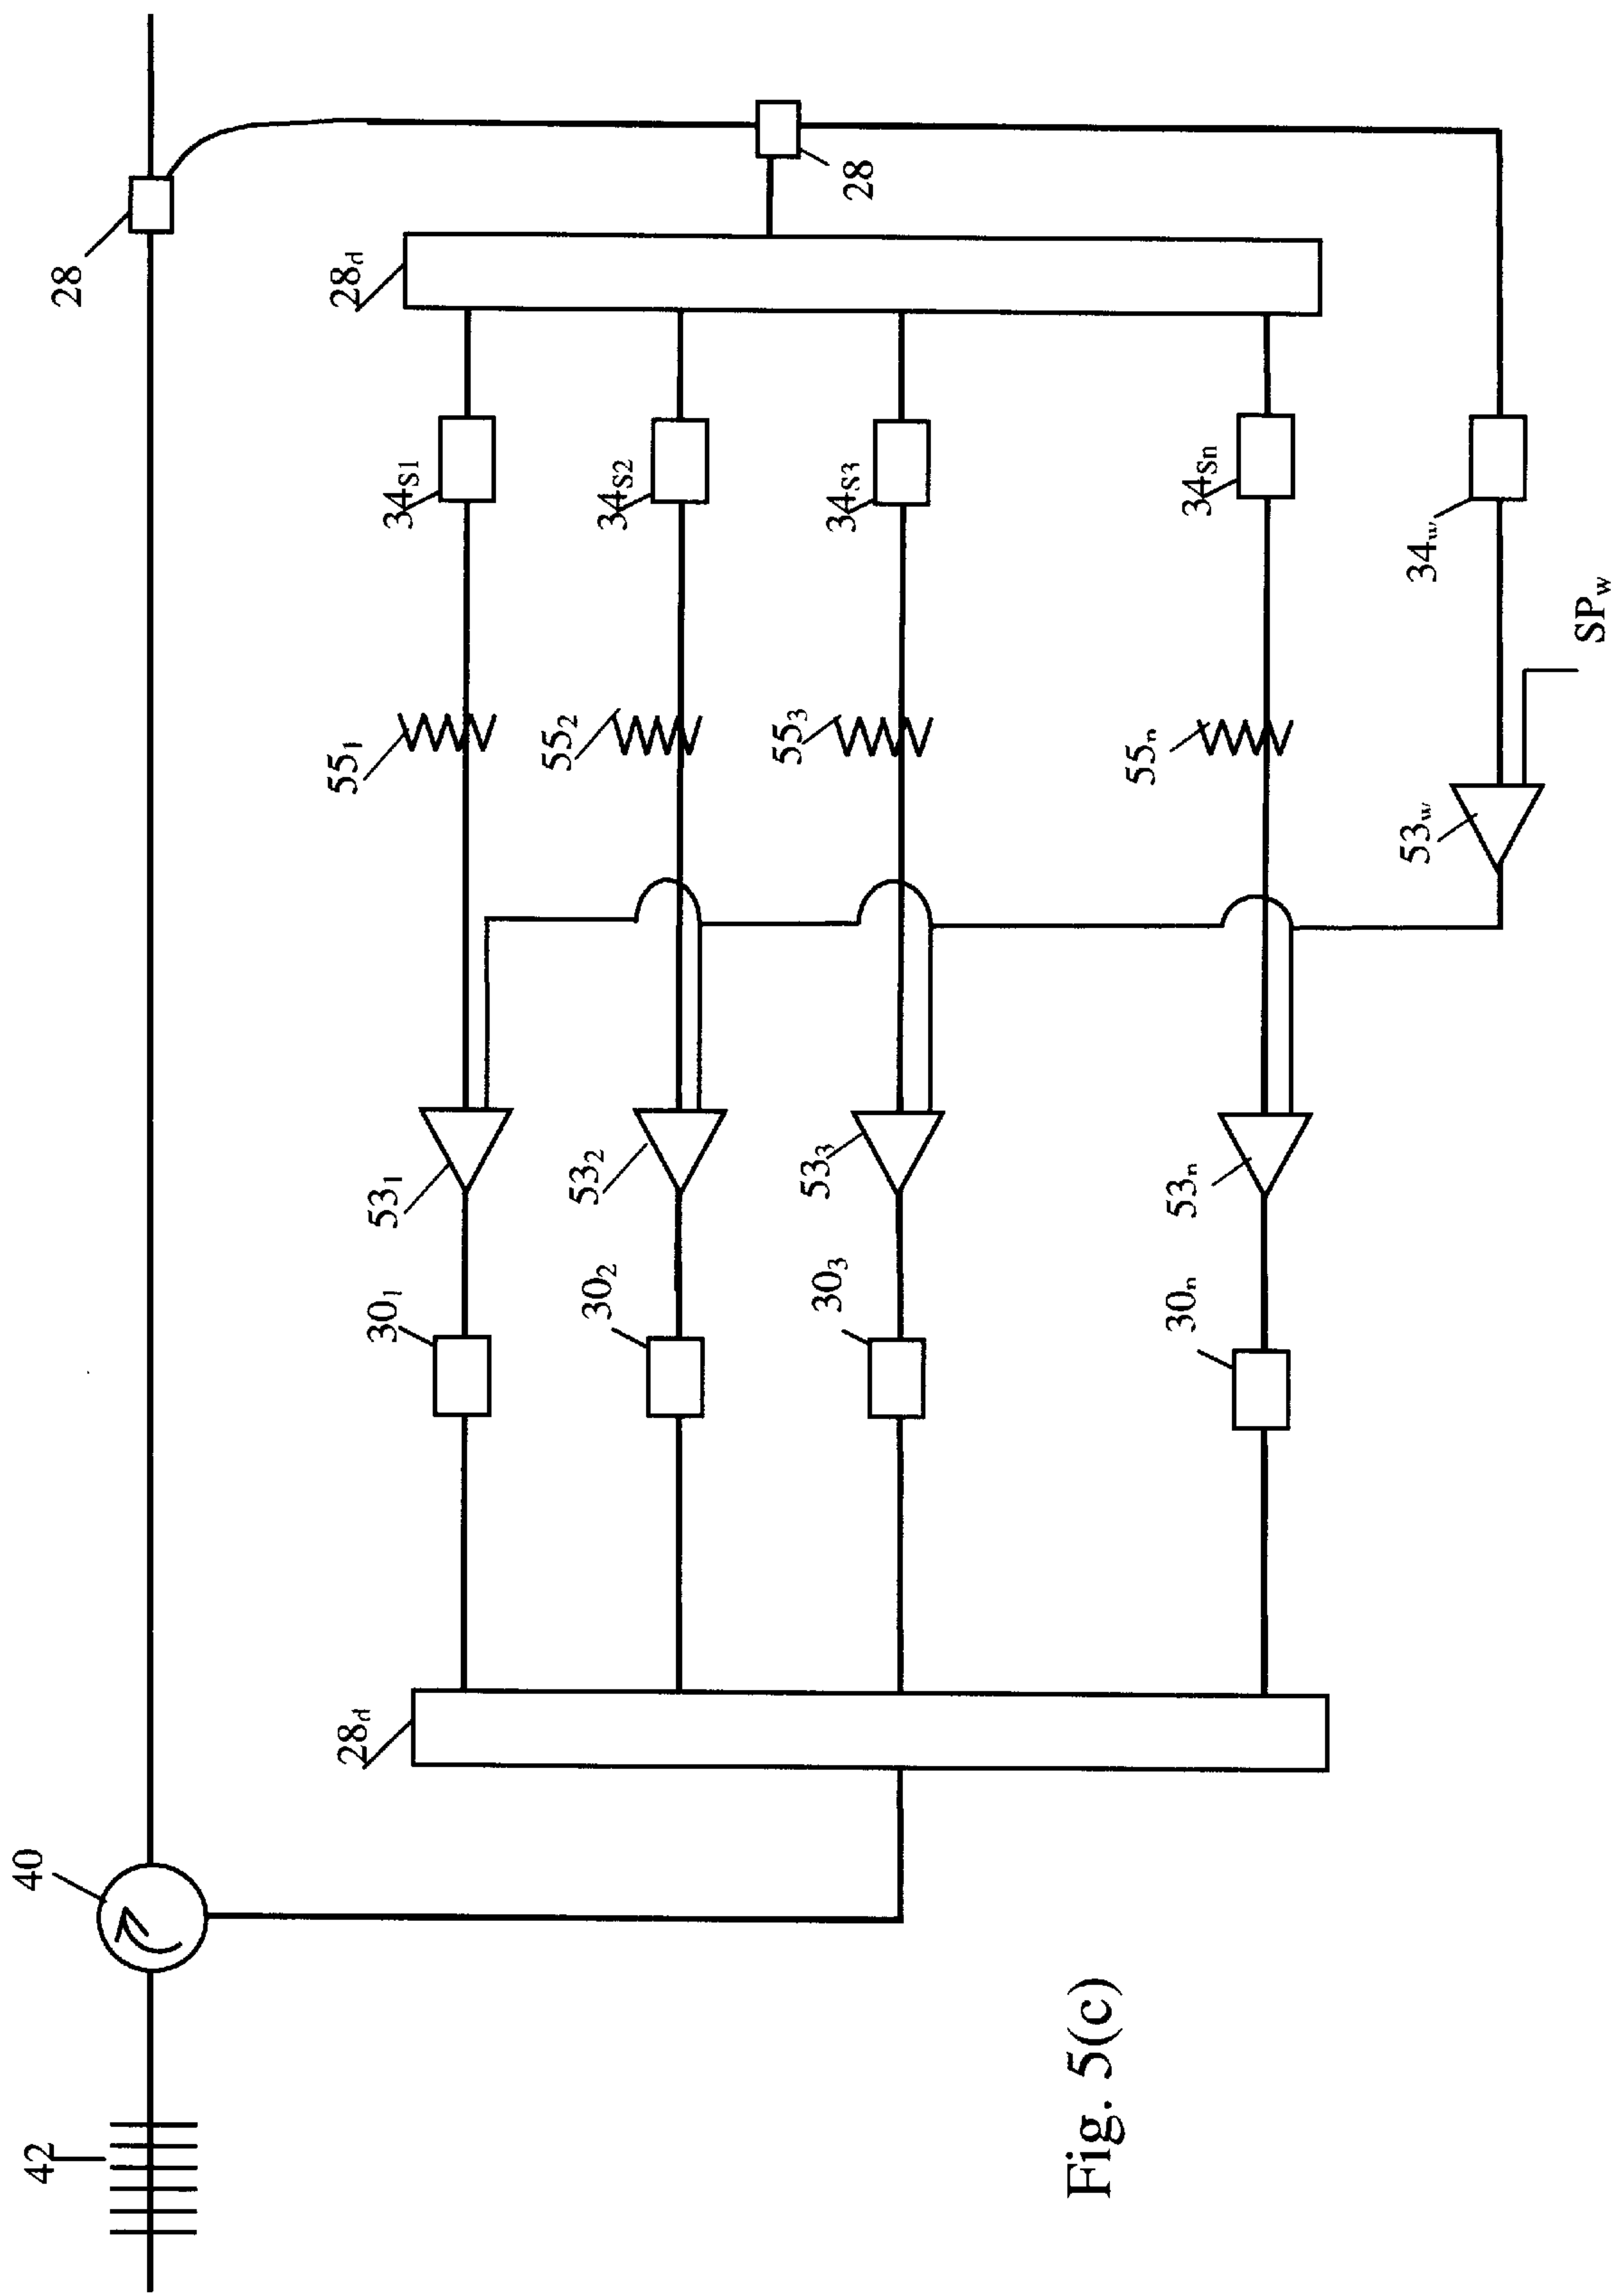 42
40
28
28d
28d
28
30₁
53₁
55₁
34S1
30₂
53₂
55₂
34S2
30₃
53₃
55₃
34S3
30n
53n
55n
34Sn
53w
34w
SPw
Fig. 5(c)